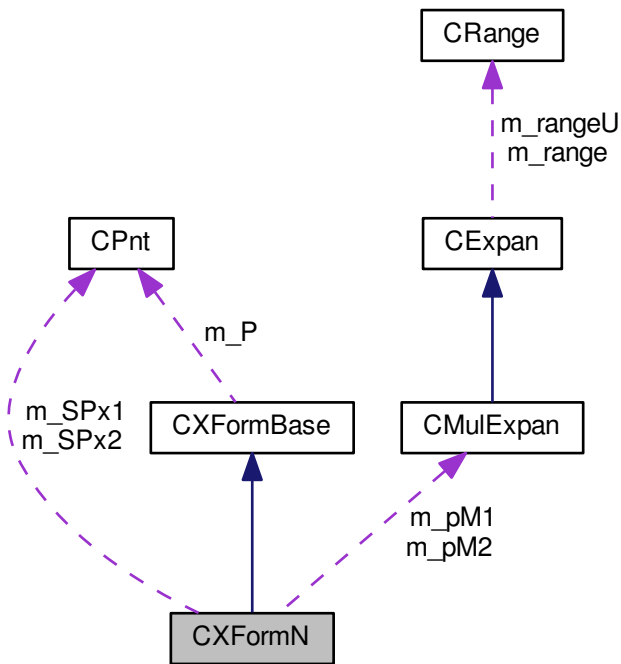 CRange
m_rangeU
m_range
CPnt
CExpan
m_P
m_SPx1
m_SPx2
CXFormBase
CMulExpan
m_pM1
m_pM2
CXFormN